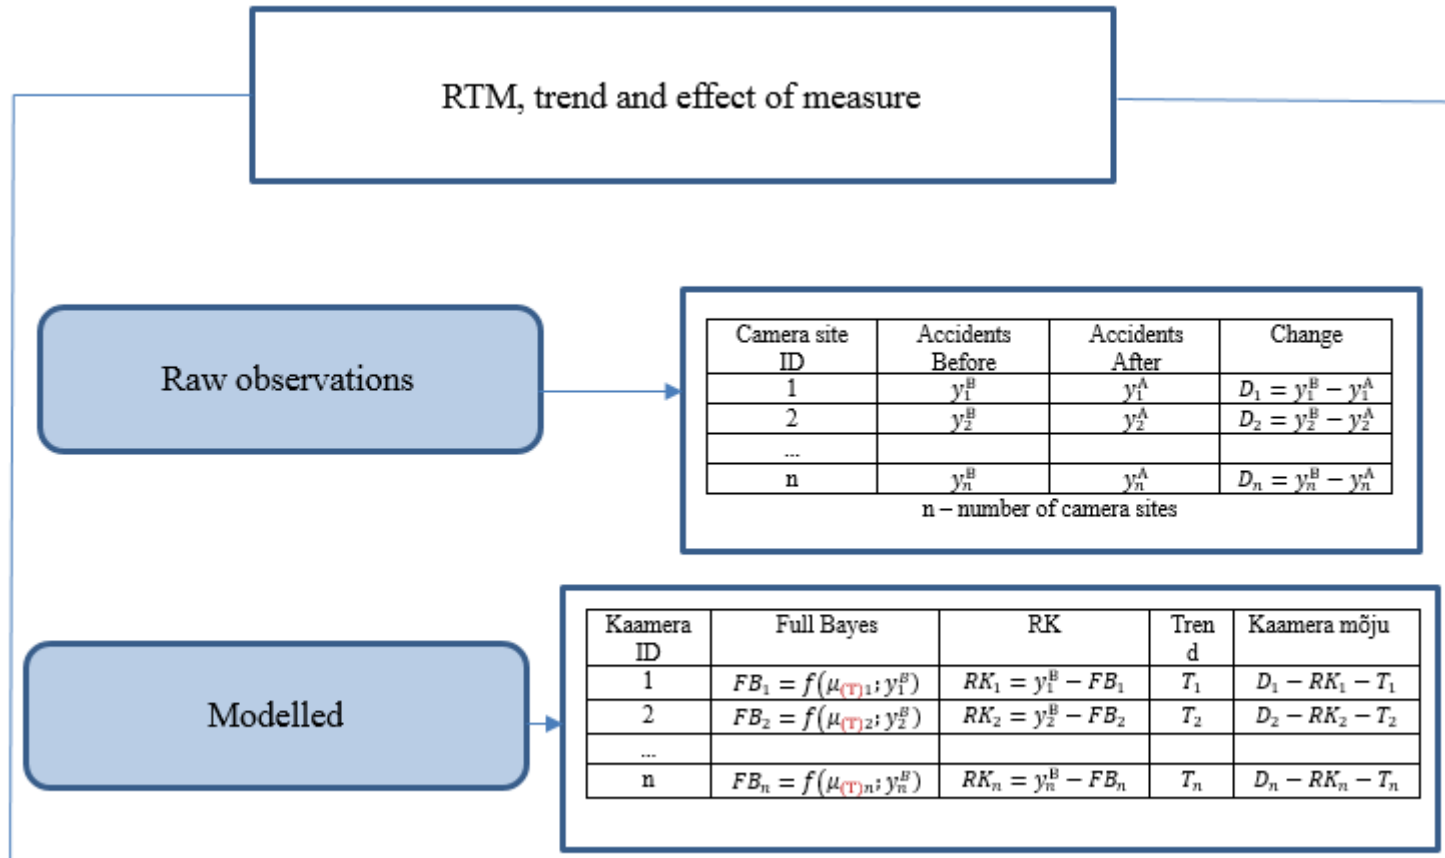 RTM, trend and effect of measure
Raw observations
Camera site ID | Accidents Before | Accidents After | Change
1 | y₁ᴮ | y₁ᴬ | D₁ = y₁ᴮ − y₁ᴬ
2 | y₂ᴮ | y₂ᴬ | D₂ = y₂ᴮ − y₂ᴬ
...
n | yₙᴮ | yₙᴬ | Dₙ = yₙᴮ − yₙᴬ
n – number of camera sites
Modelled
Kaamera ID | Full Bayes | RK | Trend | Kaamera mõju
1 | FB₁ = f(μ₍T₎₁; y₁ᴮ) | RK₁ = y₁ᴮ − FB₁ | T₁ | D₁ − RK₁ − T₁
2 | FB₂ = f(μ₍T₎₂; y₂ᴮ) | RK₂ = y₂ᴮ − FB₂ | T₂ | D₂ − RK₂ − T₂
...
n | FBₙ = f(μ₍T₎ₙ; yₙᴮ) | RKₙ = yₙᴮ − FBₙ | Tₙ | Dₙ − RKₙ − Tₙ